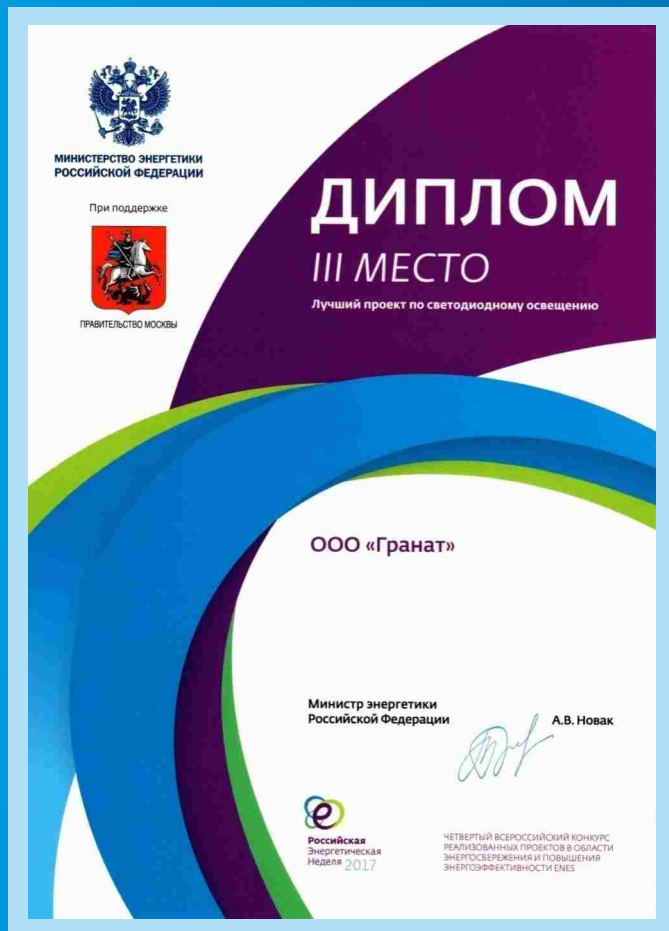 МИНИСТЕРСТВО ЭНЕРГЕТИКИ
РОССИЙСКОЙ ФЕДЕРАЦИИ
При поддержке
ПРАВИТЕЛЬСТВО МОСКВЫ
ДИПЛОМ
III МЕСТО
Лучший проект по светодиодному освещению
ООО «Гранат»
Министр энергетики
Российской Федерации
А.В. Новак
Российская
Энергетическая
Неделя 2017
ЧЕТВЕРТЫЙ ВСЕРОССИЙСКИЙ КОНКУРС
РЕАЛИЗОВАННЫХ ПРОЕКТОВ В ОБЛАСТИ
ЭНЕРГОСБЕРЕЖЕНИЯ И ПОВЫШЕНИЯ
ЭНЕРГОЭФФЕКТИВНОСТИ ENES